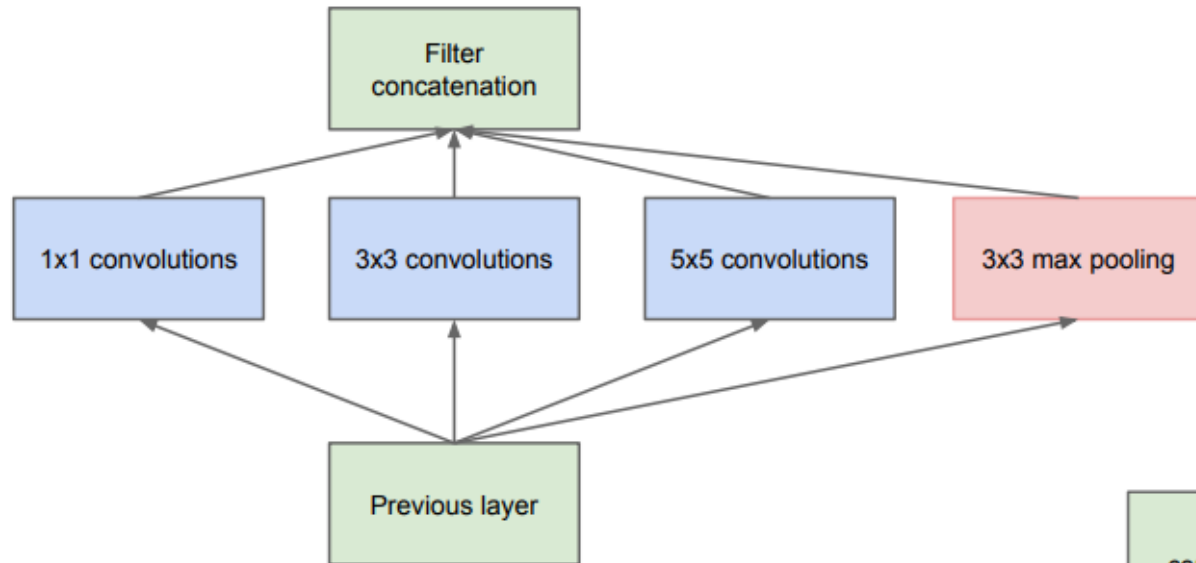 Filter
concatenation
1x1 convolutions
3x3 convolutions
5x5 convolutions
3x3 max pooling
Previous layer